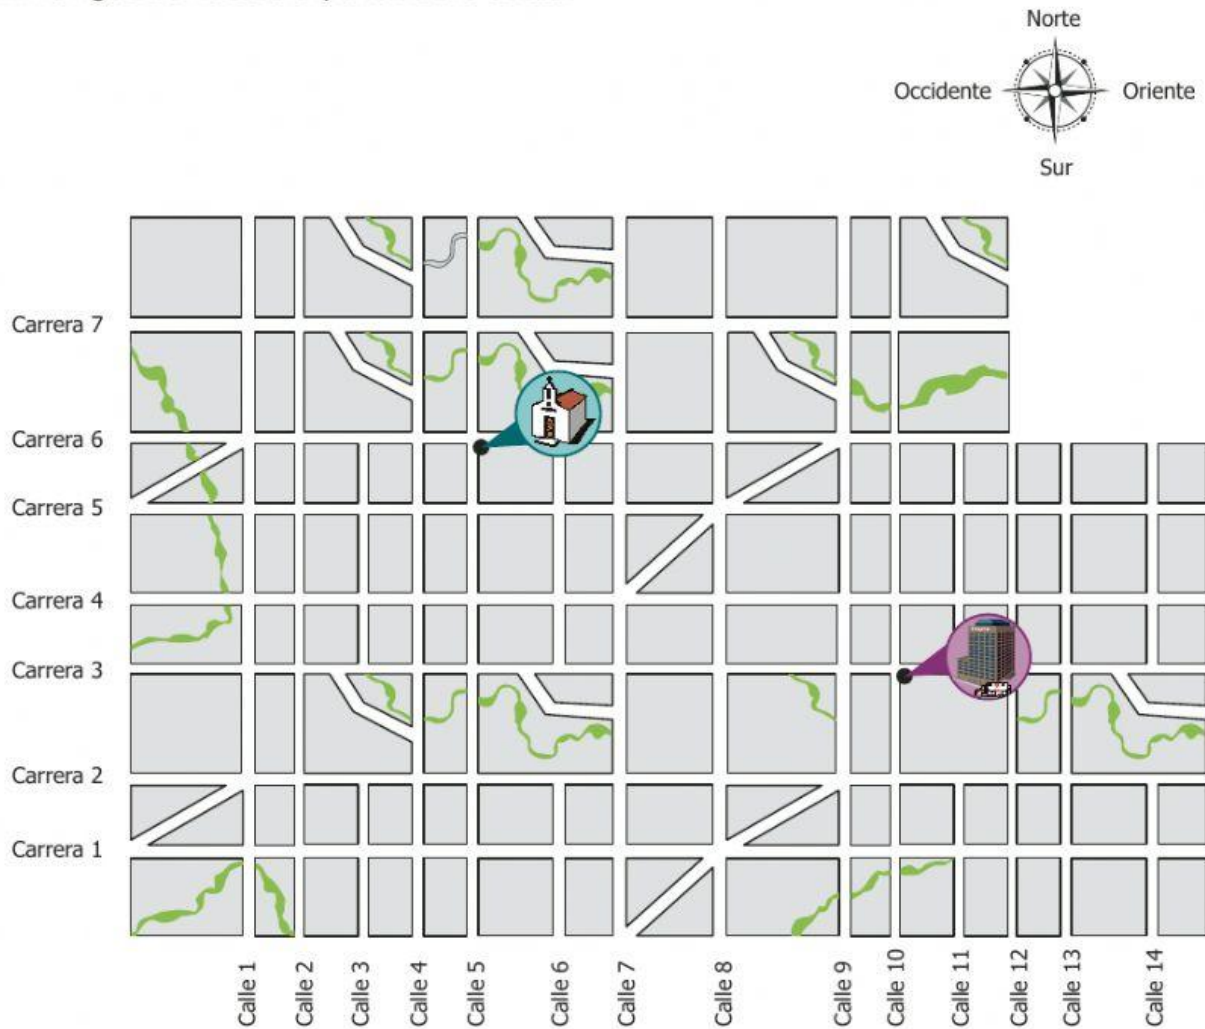 Norte
Occidente
Oriente
Sur
Carrera 7
Carrera 6
Carrera 5
Carrera 4
Carrera 3
Carrera 2
Carrera 1
Calle 1
Calle 2
Calle 3
Calle 4
Calle 5
Calle 6
Calle 7
Calle 8
Calle 9
Calle 10
Calle 11
Calle 12
Calle 13
Calle 14